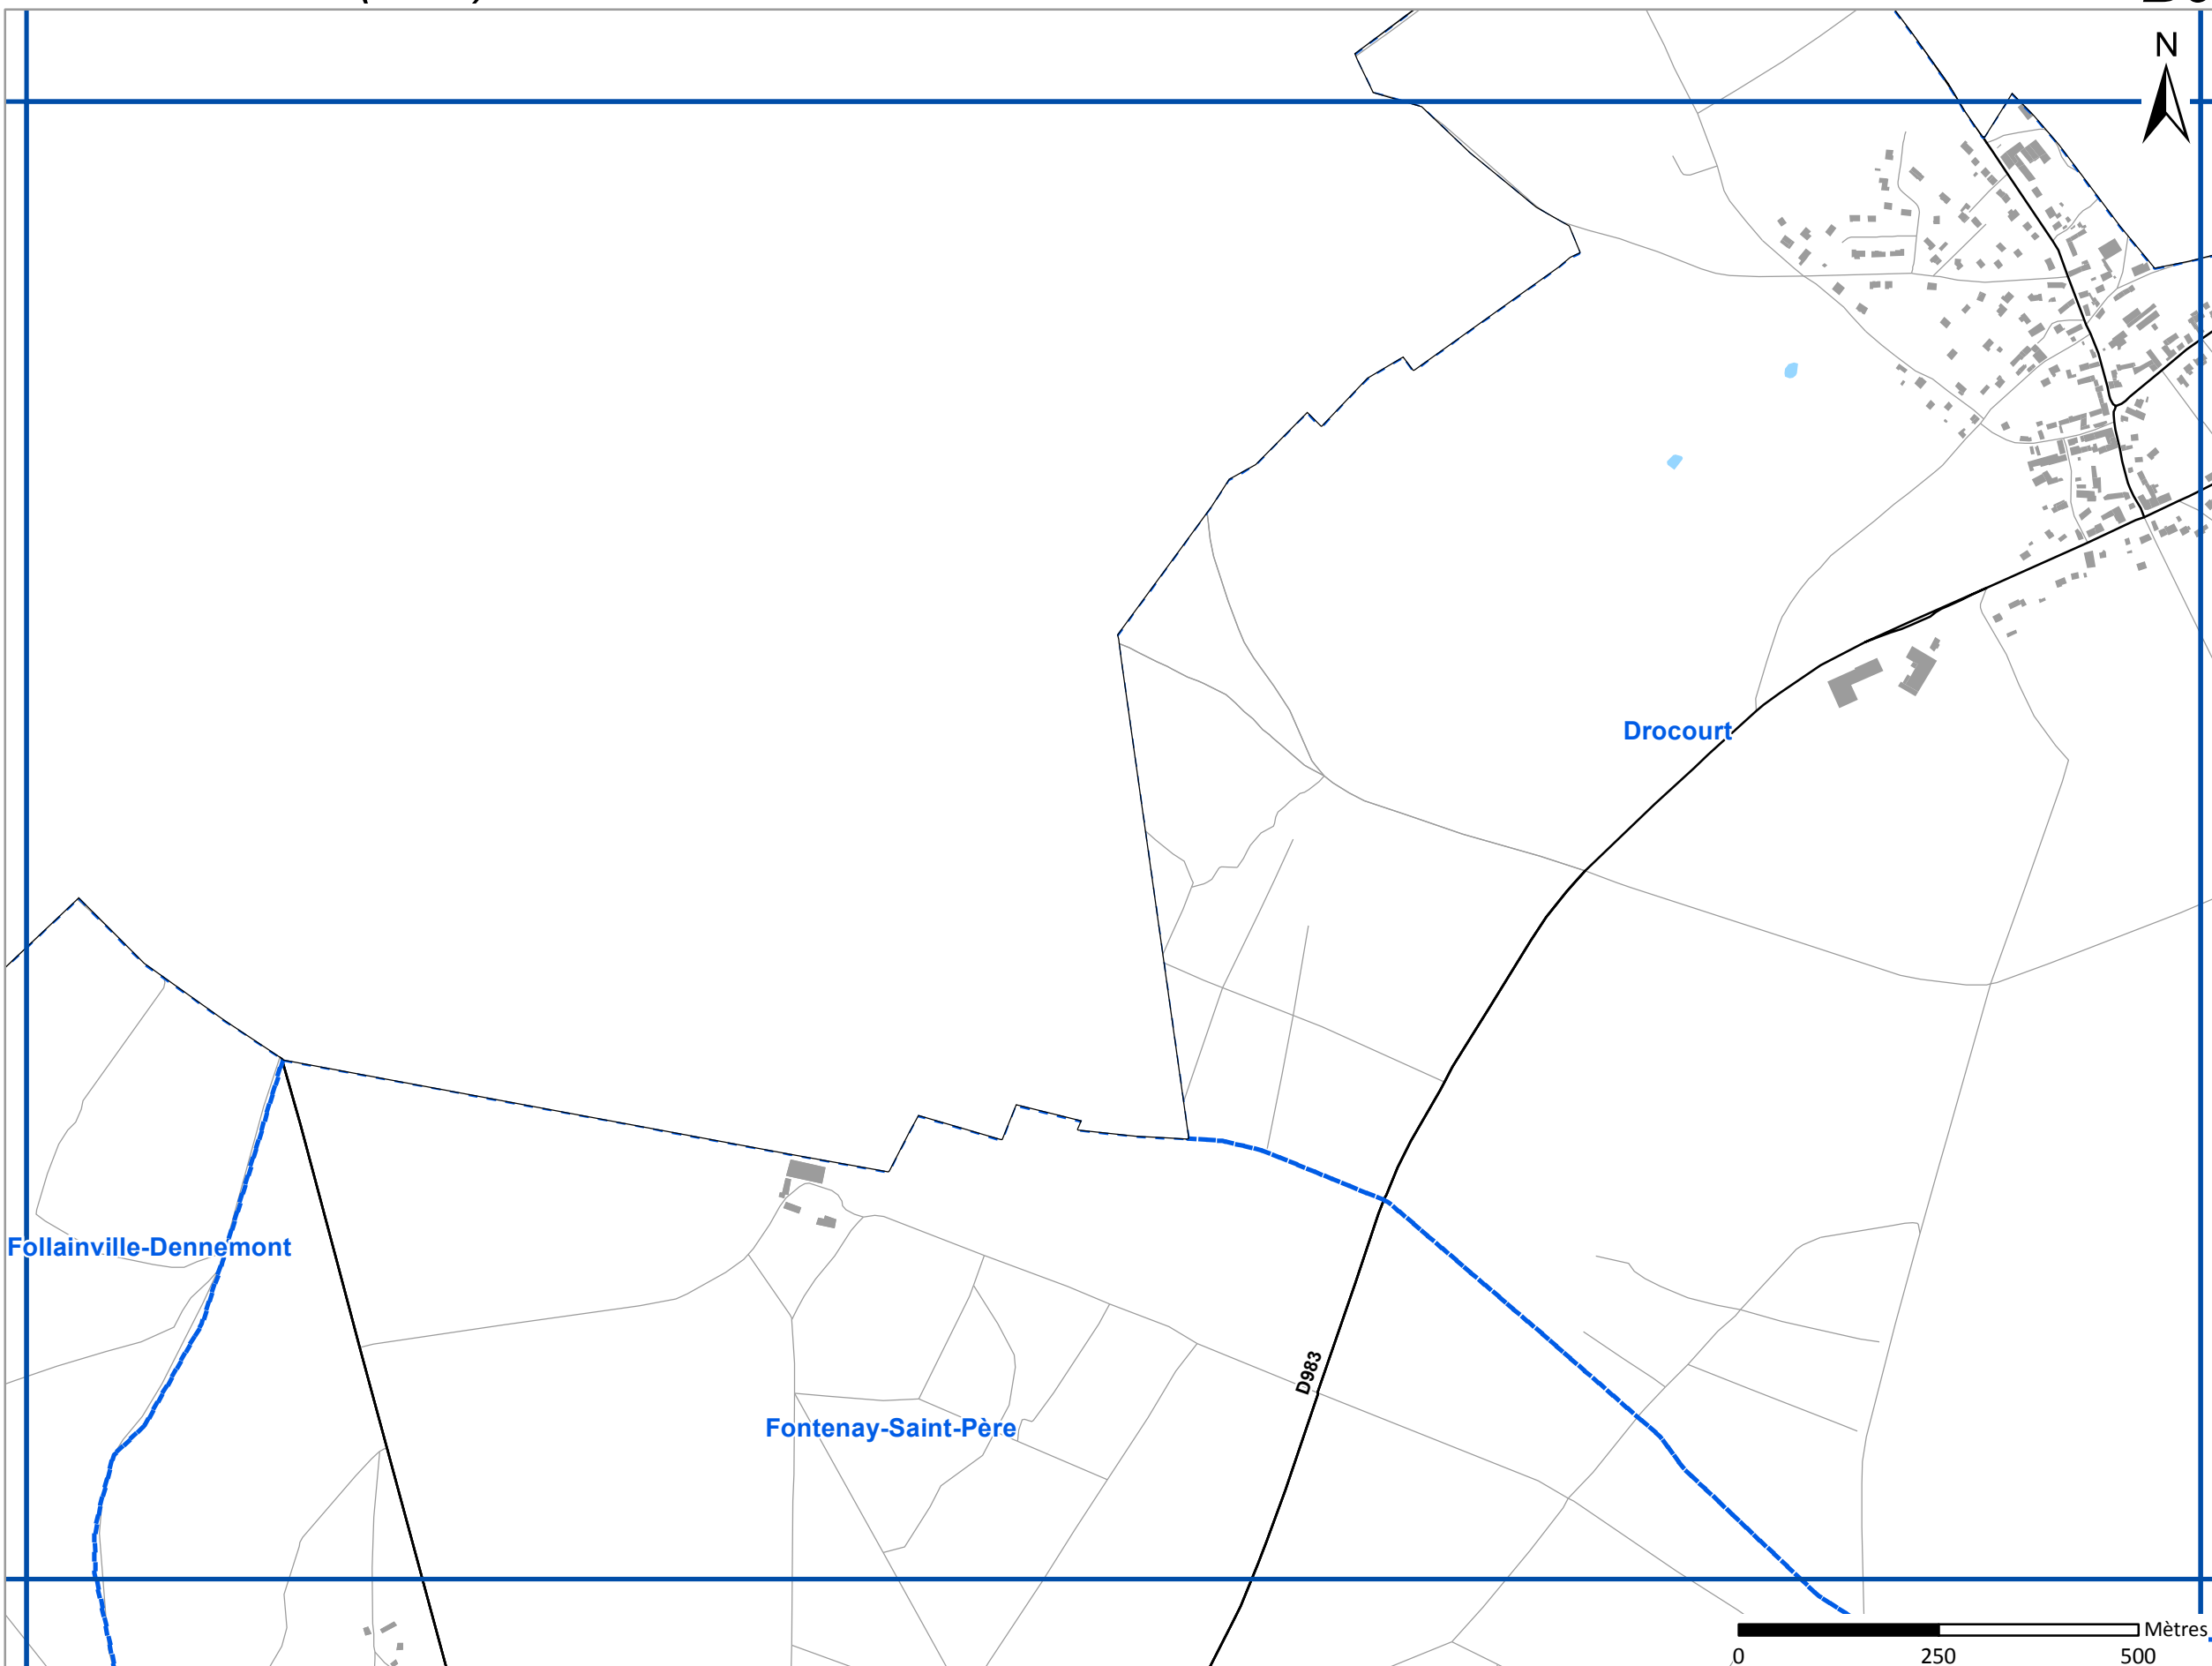 N
Drocourt
Follainville-Dennemont
D983
Fontenay-Saint-Père
Mètres
0 250 500